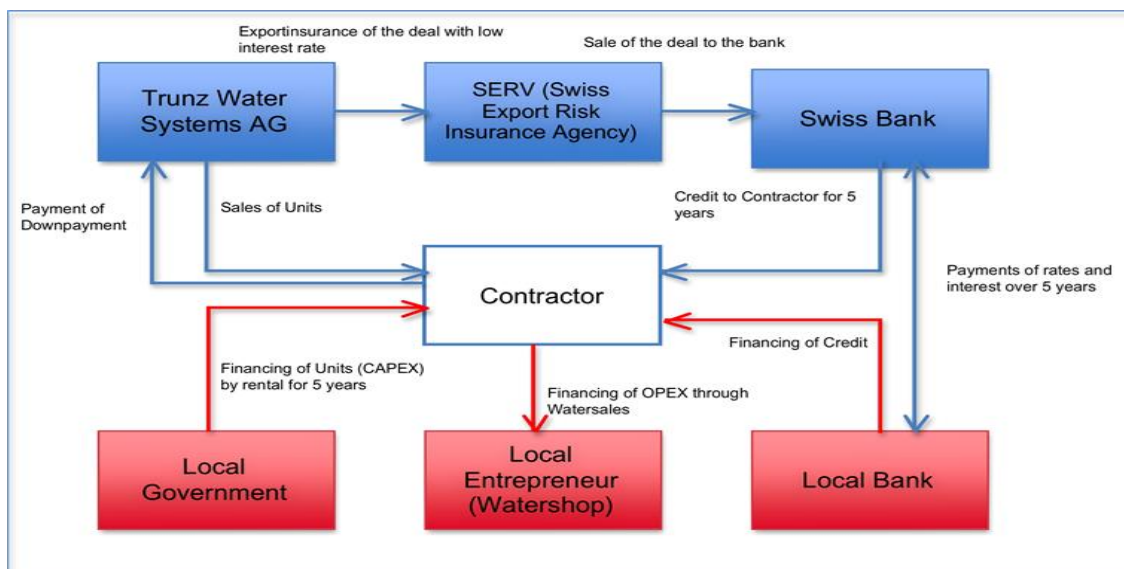 Exportinsurance of the deal with low
interest rate
Sale of the deal to the bank
Trunz Water
Systems AG
SERV (Swiss
Export Risk
Insurance Agency)
Swiss Bank
Payment of
Downpayment
Sales of Units
Credit to Contractor for 5
years
Contractor
Payments of rates and
interest over 5 years
Financing of Units (CAPEX)
by rental for 5 years
Financing of OPEX through
Watersales
Financing of Credit
Local
Government
Local
Entrepreneur
(Watershop)
Local Bank